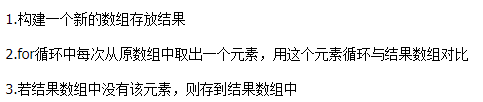 1.构建一个新的数组存放结果
2.for循环中每次从原数组中取出一个元素，用这个元素循环与结果数组对比
3.若结果数组中没有该元素，则存到结果数组中